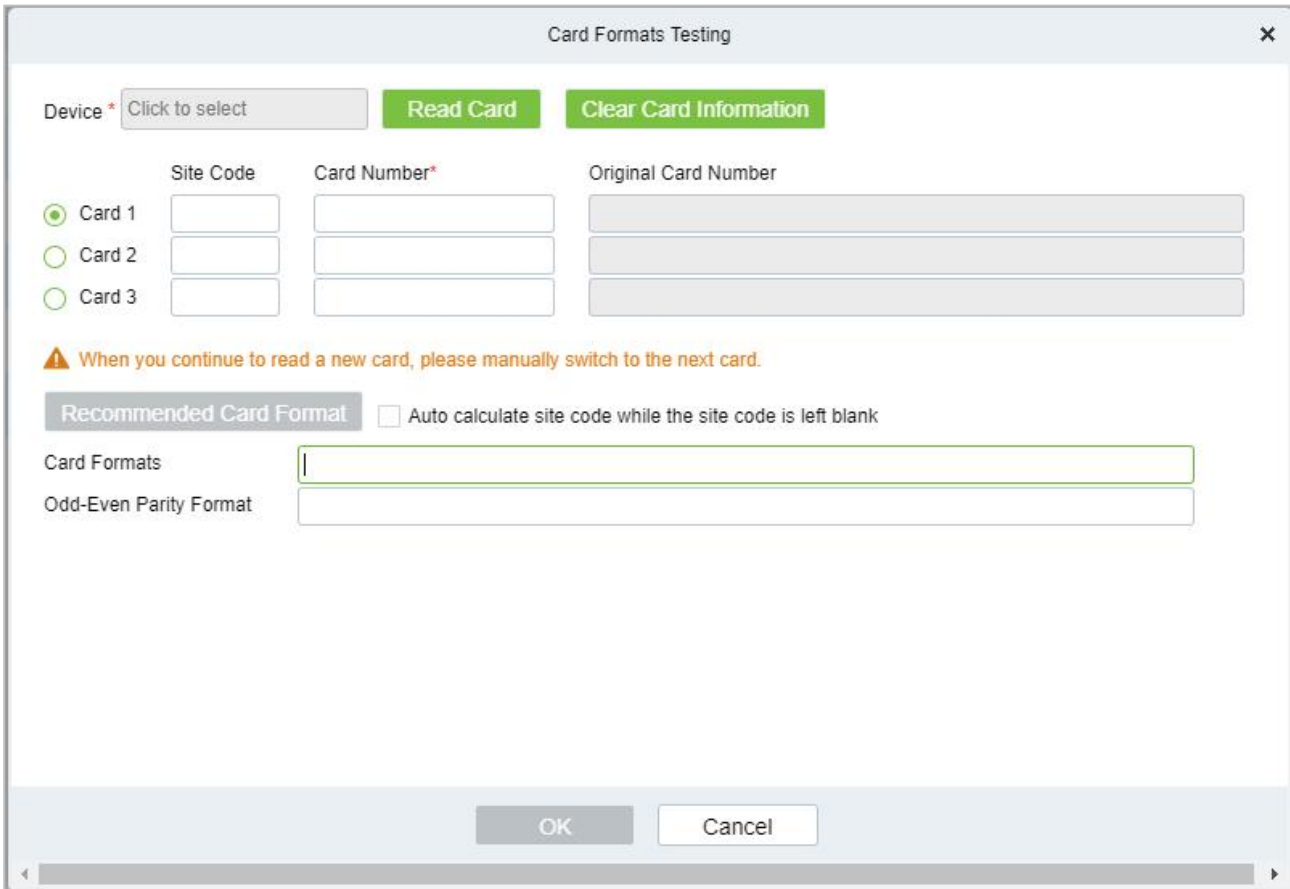 Card Formats Testing
Device * Click to select Read Card Clear Card Information
Site Code Card Number* Original Card Number
Card 1
Card 2
Card 3
When you continue to read a new card, please manually switch to the next card.
Recommended Card Format Auto calculate site code while the site code is left blank
Card Formats
Odd-Even Parity Format
OK Cancel